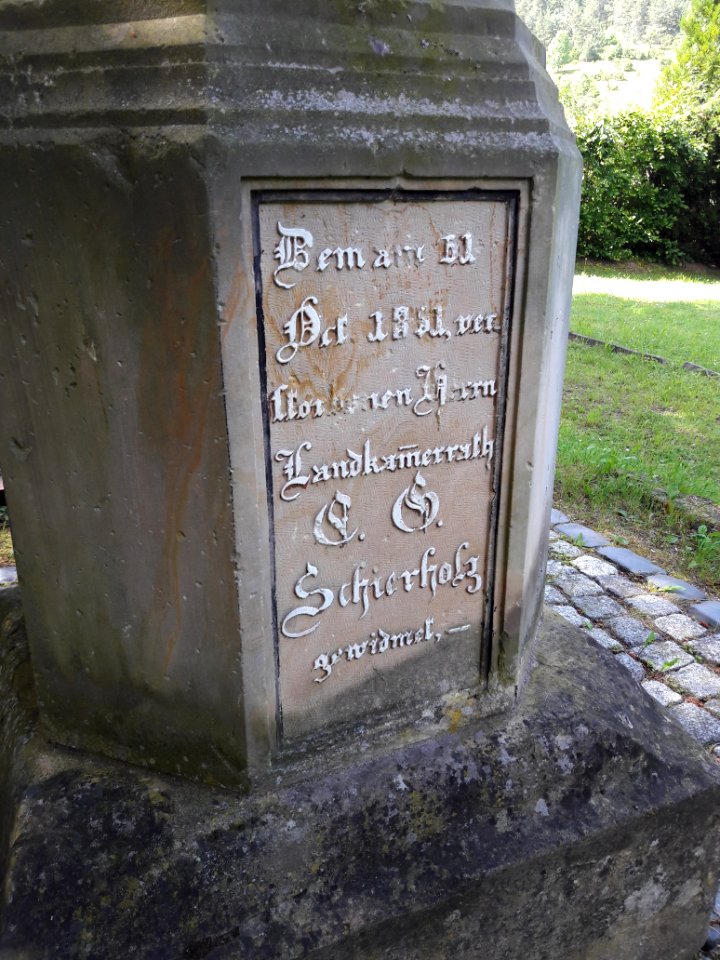 Dem am 31
Oct 1851, ver
storbenen Herrn
Landkam̄errath
C. G.
Schierholz
gewidmet, —